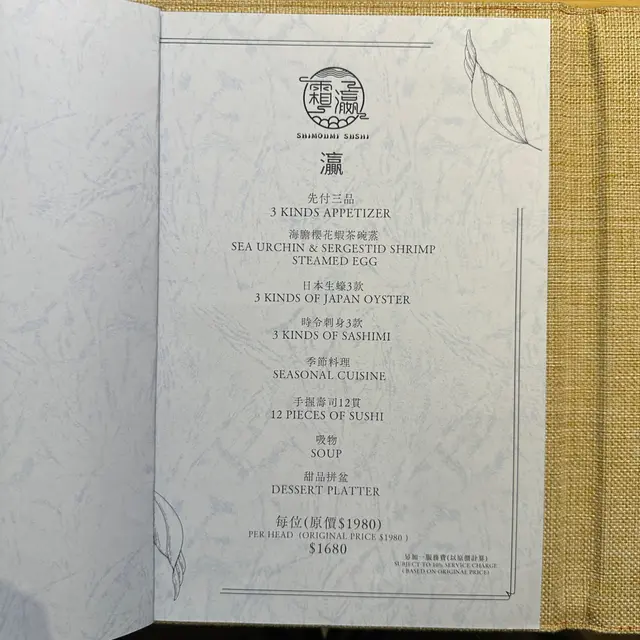 霜瀛
SHIMOUMI SUSHI
瀛
先付三品
3 KINDS APPETIZER
海膽櫻花蝦茶碗蒸
SEA URCHIN & SERGESTID SHRIMP
STEAMED EGG
日本生蠔3款
3 KINDS OF JAPAN OYSTER
時令刺身3款
3 KINDS OF SASHIMI
季節料理
SEASONAL CUISINE
手握壽司12貫
12 PIECES OF SUSHI
吸物
SOUP
甜品拼盆
DESSERT PLATTER
每位(原價$1980)
PER HEAD (ORIGINAL PRICE $1980 )
$1680
另加一服務費(以原價計算)
SUBJECT TO 10% SERVICE CHARGE
( BASED ON ORIGINAL PRICE)